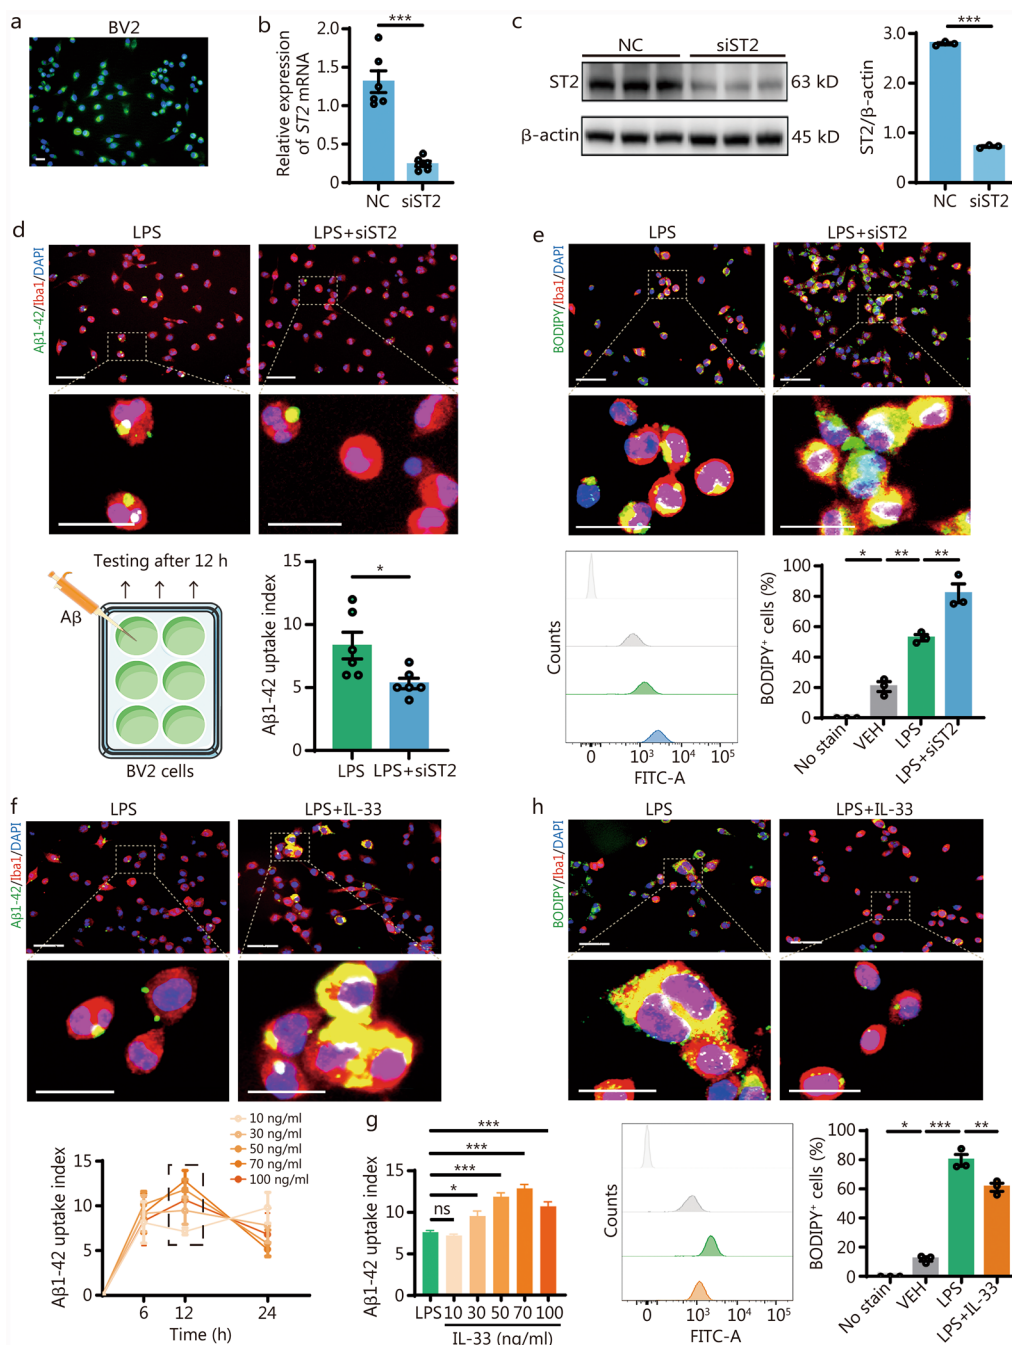 a
BV2
b
***
Relative expression
of ST2 mRNA
2.0
1.5
1.0
0.5
0
NC
siST2
c
NC
siST2
ST2
63 kD
β-actin
45 kD
***
ST2/β-actin
3.0
2.0
1.0
0
NC
siST2
d
LPS
LPS+siST2
Aβ1-42/Iba1/DAPI
Testing after 12 h
Aβ
BV2 cells
Aβ1-42 uptake index
15
10
5
0
*
LPS
LPS+siST2
e
LPS
LPS+siST2
BODIPY/Iba1/DAPI
Counts
0
10³
10⁴
10⁵
FITC-A
BODIPY⁺ cells (%)
100
80
60
40
20
0
*
**
**
No stain
VEH
LPS
LPS+siST2
f
LPS
LPS+IL-33
Aβ1-42/Iba1/DAPI
10 ng/ml
30 ng/ml
50 ng/ml
70 ng/ml
100 ng/ml
Aβ1-42 uptake index
15
10
5
0
6
12
24
Time (h)
g
***
***
***
*
ns
Aβ1-42 uptake index
15
10
5
0
LPS
10
30
50
70
100
IL-33 (ng/ml)
h
LPS
LPS+IL-33
BODIPY/Iba1/DAPI
Counts
0
10³
10⁴
10⁵
FITC-A
BODIPY⁺ cells (%)
100
80
60
40
20
0
*
***
**
No stain
VEH
LPS
LPS+IL-33